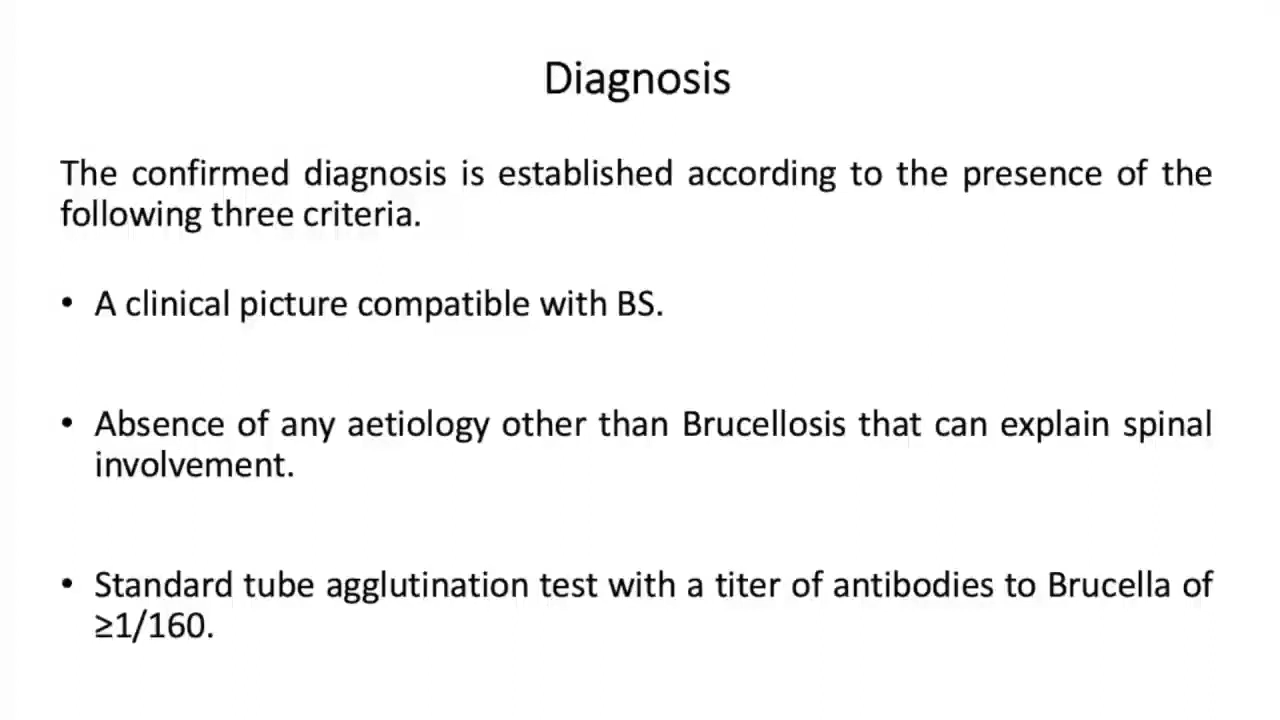 Diagnosis
The confirmed diagnosis is established according to the presence of the
following three criteria.
• A clinical picture compatible with BS.
• Absence of any aetiology other than Brucellosis that can explain spinal
involvement.
• Standard tube agglutination test with a titer of antibodies to Brucella of
≥1/160.